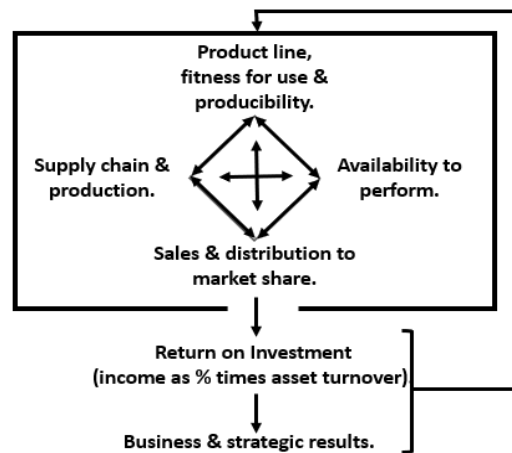 Product line,
fitness for use &
producibility.
Supply chain &
production.
Availability to
perform.
Sales & distribution to
market share.
Return on Investment
(income as % times asset turnover).
Business & strategic results.